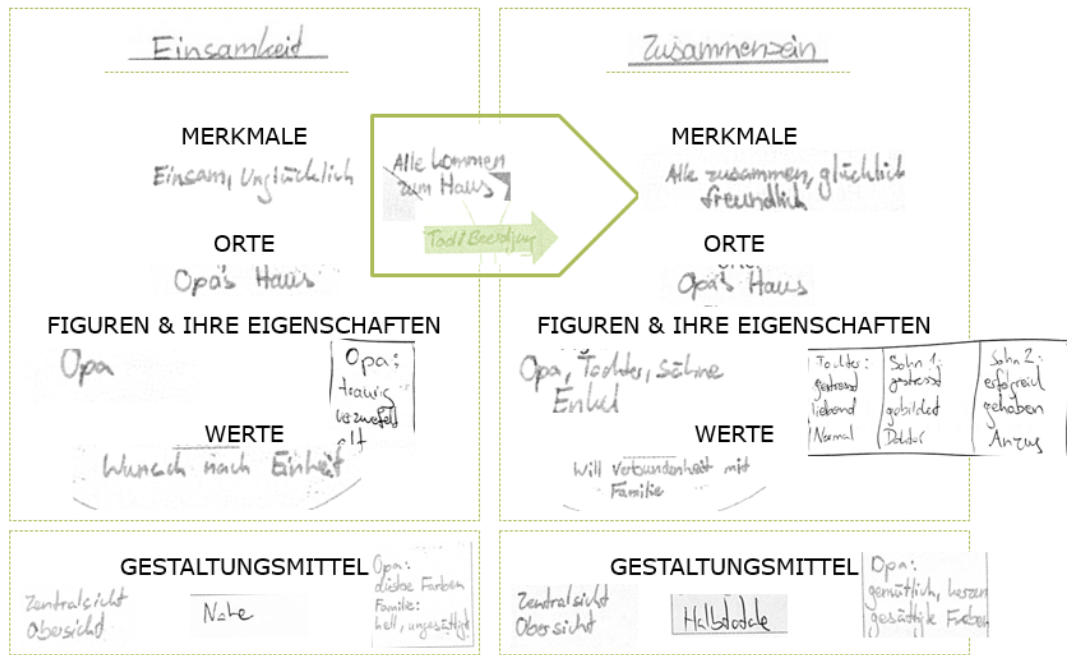 Einsamkeit
MERKMALE
Einsam, Unglücklich
ORTE
Opa's Haus
FIGUREN & IHRE EIGENSCHAFTEN
Opa
Opa:
traurig
verzweifelt
alt
WERTE
Wunsch nach Einheit
GESTALTUNGSMITTEL
Zentralsicht
Obersicht
Nahe
Opa:
düstee Farben
Familie:
hell, ungesättigte
Alle kommen
zum Haus
Tod/Beerdigung
Zusammensein
MERKMALE
Alle zusammen, glücklich
freundlich
ORTE
Opa's Haus
FIGUREN & IHRE EIGENSCHAFTEN
Opa, Tochter, Söhne
Enkel
Tochter:
gestresst
liebend
Normal
Sohn 1:
gestresst
gebildet
Doktor
Sohn 2:
erfolgreich
gehoben
Anzug
WERTE
Will Verbundenheit mit
Familie
GESTALTUNGSMITTEL
Zentralsicht
Obersicht
Halbtotale
Opa:
gemütlich,
gesättigte Farben